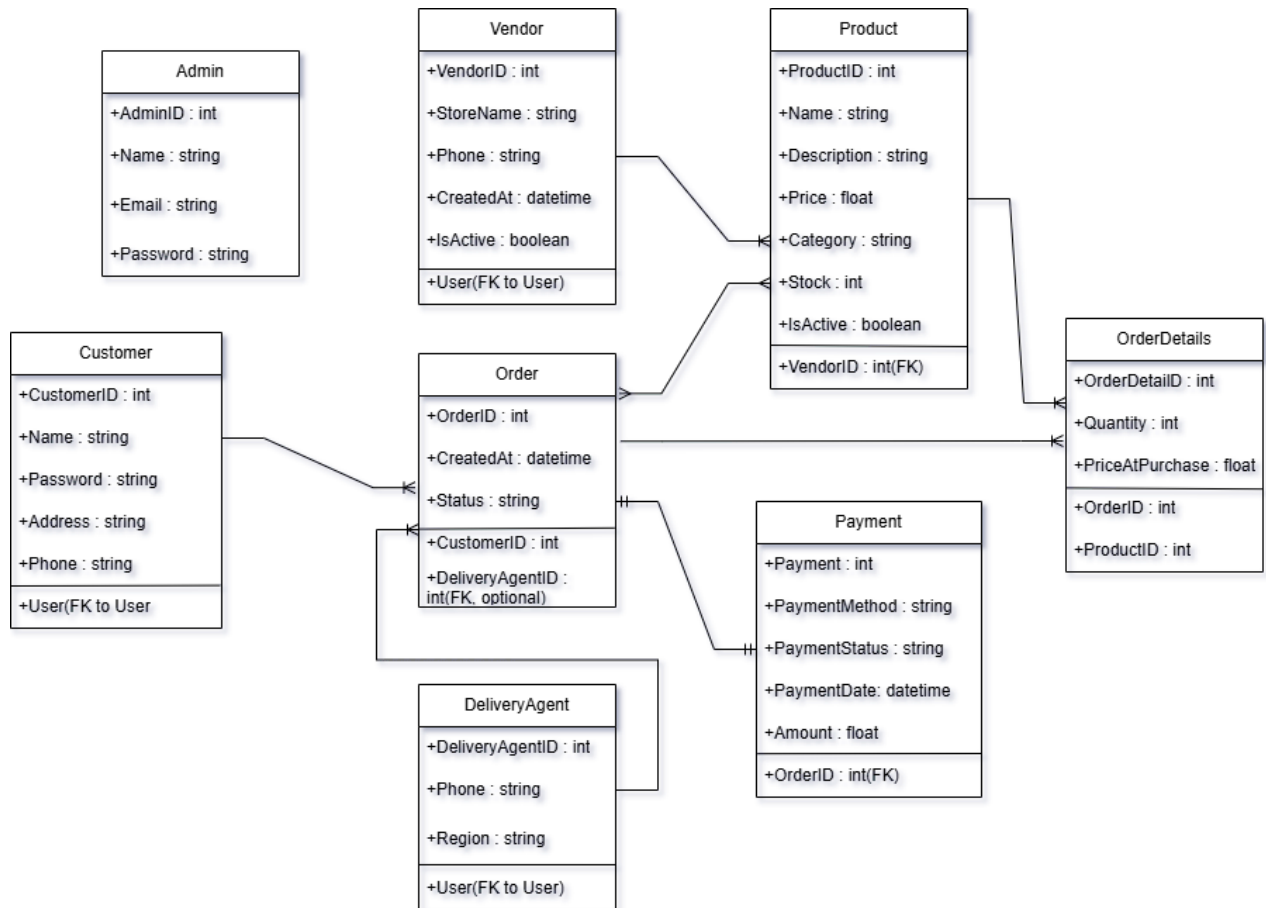 Admin
+AdminID : int
+Name : string
+Email : string
+Password : string
Vendor
+VendorID : int
+StoreName : string
+Phone : string
+CreatedAt : datetime
+IsActive : boolean
+User(FK to User)
Product
+ProductID : int
+Name : string
+Description : string
+Price : float
+Category : string
+Stock : int
+IsActive : boolean
+VendorID : int(FK)
Customer
+CustomerID : int
+Name : string
+Password : string
+Address : string
+Phone : string
+User(FK to User
Order
+OrderID : int
+CreatedAt : datetime
+Status : string
+CustomerID : int
+DeliveryAgentID :
int(FK, optional)
OrderDetails
+OrderDetailID : int
+Quantity : int
+PriceAtPurchase : float
+OrderID : int
+ProductID : int
Payment
+Payment : int
+PaymentMethod : string
+PaymentStatus : string
+PaymentDate: datetime
+Amount : float
+OrderID : int(FK)
DeliveryAgent
+DeliveryAgentID : int
+Phone : string
+Region : string
+User(FK to User)